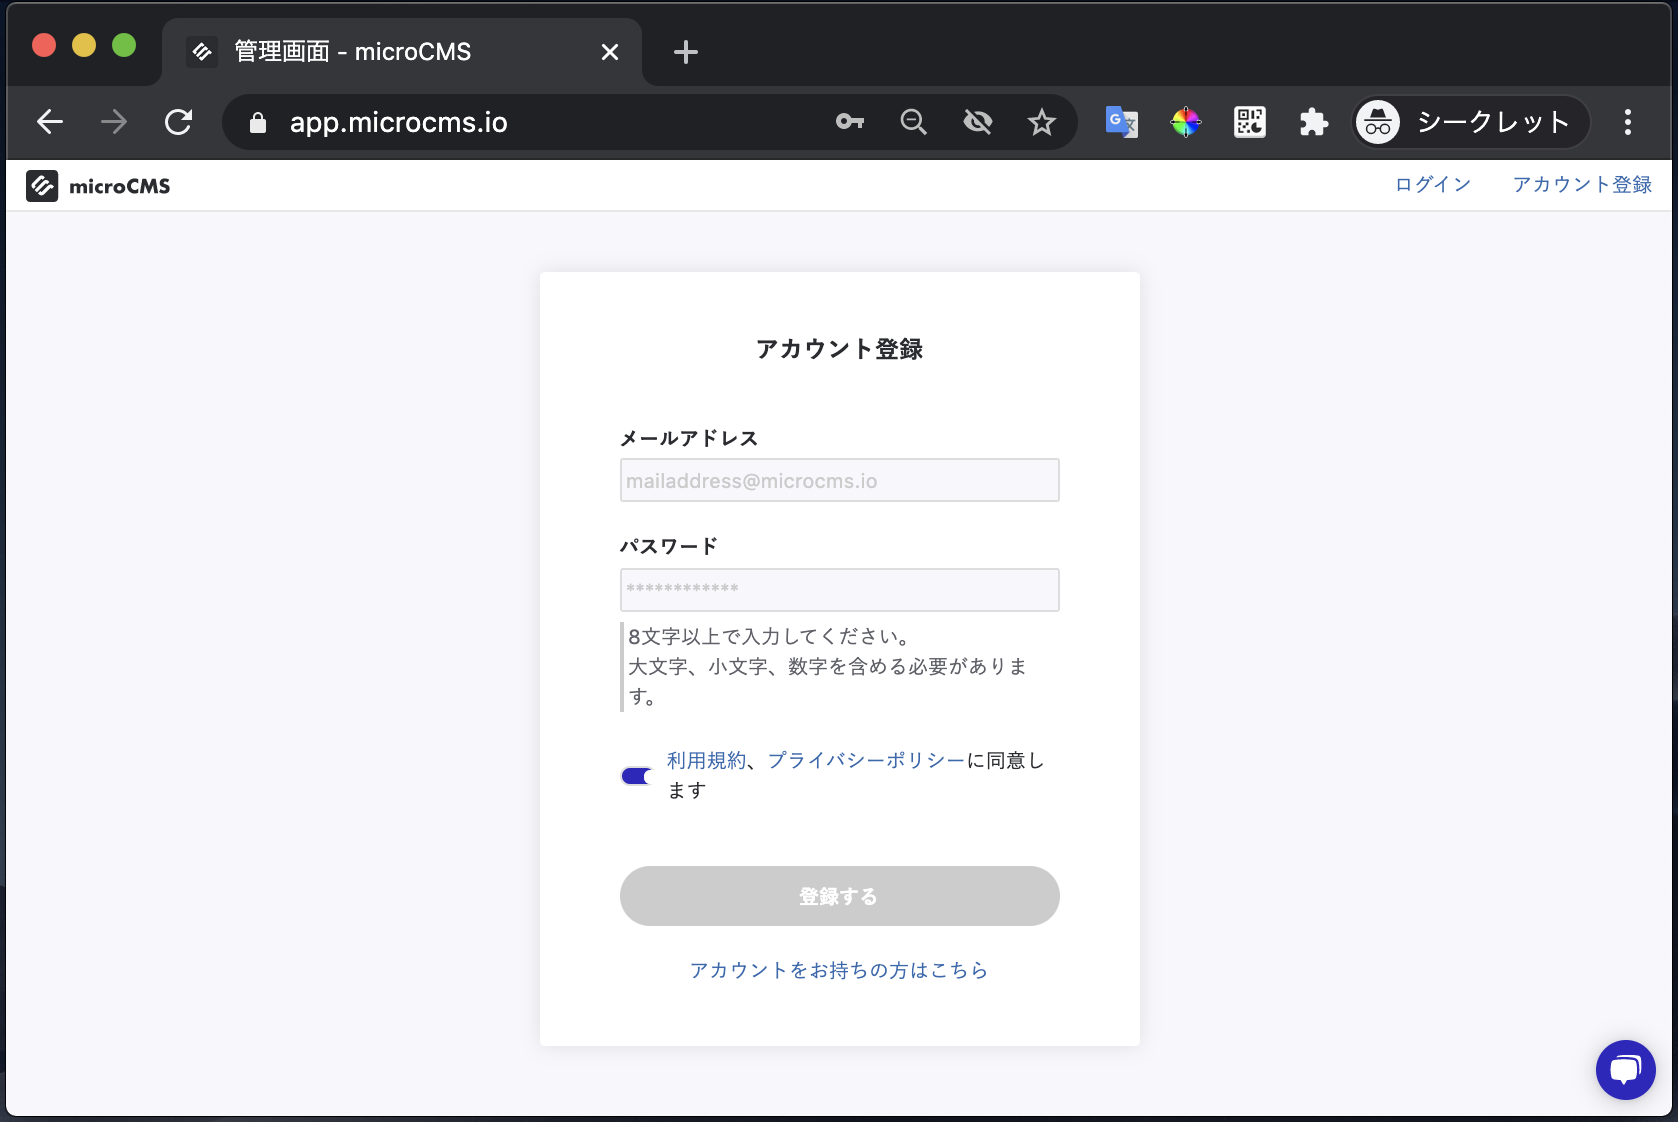 管理画面 - microCMS
app.microcms.io
シークレット
microCMS
ログイン
アカウント登録
アカウント登録
メールアドレス
mailaddress@microcms.io
パスワード
************
8文字以上で入力してください。
大文字、小文字、数字を含める必要がありま
す。
利用規約、プライバシーポリシーに同意し
ます
登録する
アカウントをお持ちの方はこちら